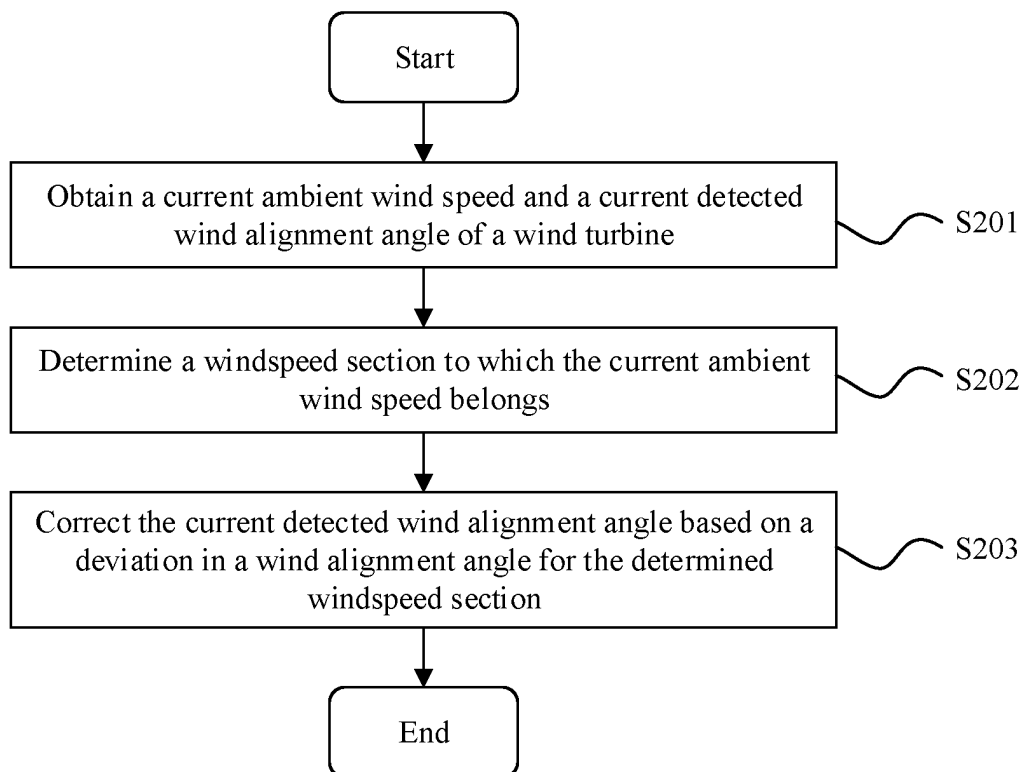 Start
Obtain a current ambient wind speed and a current detected
wind alignment angle of a wind turbine
S201
Determine a windspeed section to which the current ambient
wind speed belongs
S202
Correct the current detected wind alignment angle based on a
deviation in a wind alignment angle for the determined
windspeed section
S203
End